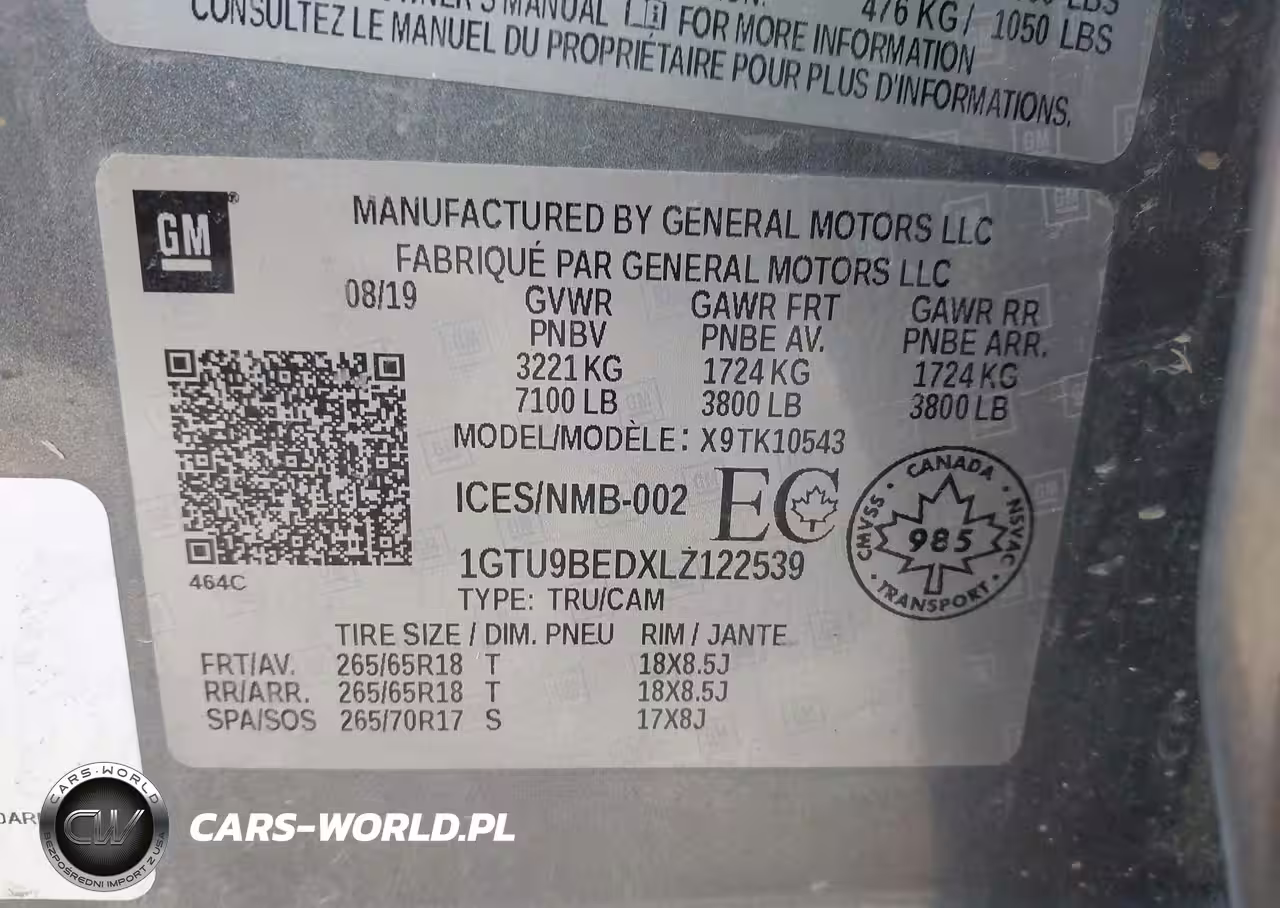 476 KG / 1050 LBS
MANUAL FOR MORE INFORMATION
CONSULTEZ LE MANUEL DU PROPRIÉTAIRE POUR PLUS D'INFORMATIONS.
GM
MANUFACTURED BY GENERAL MOTORS LLC
FABRIQUÉ PAR GENERAL MOTORS LLC
08/19 GVWR GAWR FRT GAWR RR
PNBV PNBE AV. PNBE ARR.
3221 KG 1724 KG 1724 KG
7100 LB 3800 LB 3800 LB
MODEL/MODÈLE: X9TK10543
ICES/NMB-002 EC
CANADA
CMVSS 985 NSVAC
TRANSPORT
1GTU9BEDXLZ122539
464C
TYPE: TRU/CAM
TIRE SIZE / DIM. PNEU RIM / JANTE
FRT/AV. 265/65R18 T 18X8.5J
RR/ARR. 265/65R18 T 18X8.5J
SPA/SOS 265/70R17 S 17X8J
CARS-WORLD
CW
BEZPOŚREDNI IMPORT Z USA
CARS-WORLD.PL